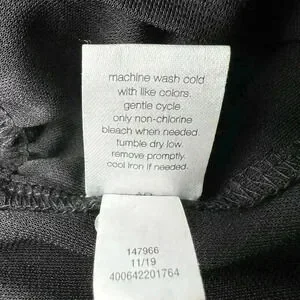 machine wash cold
with like colors.
gentle cycle.
only non-chlorine
bleach when needed.
tumble dry low.
remove promptly.
cool iron if needed.
147966
11/19
400642201764